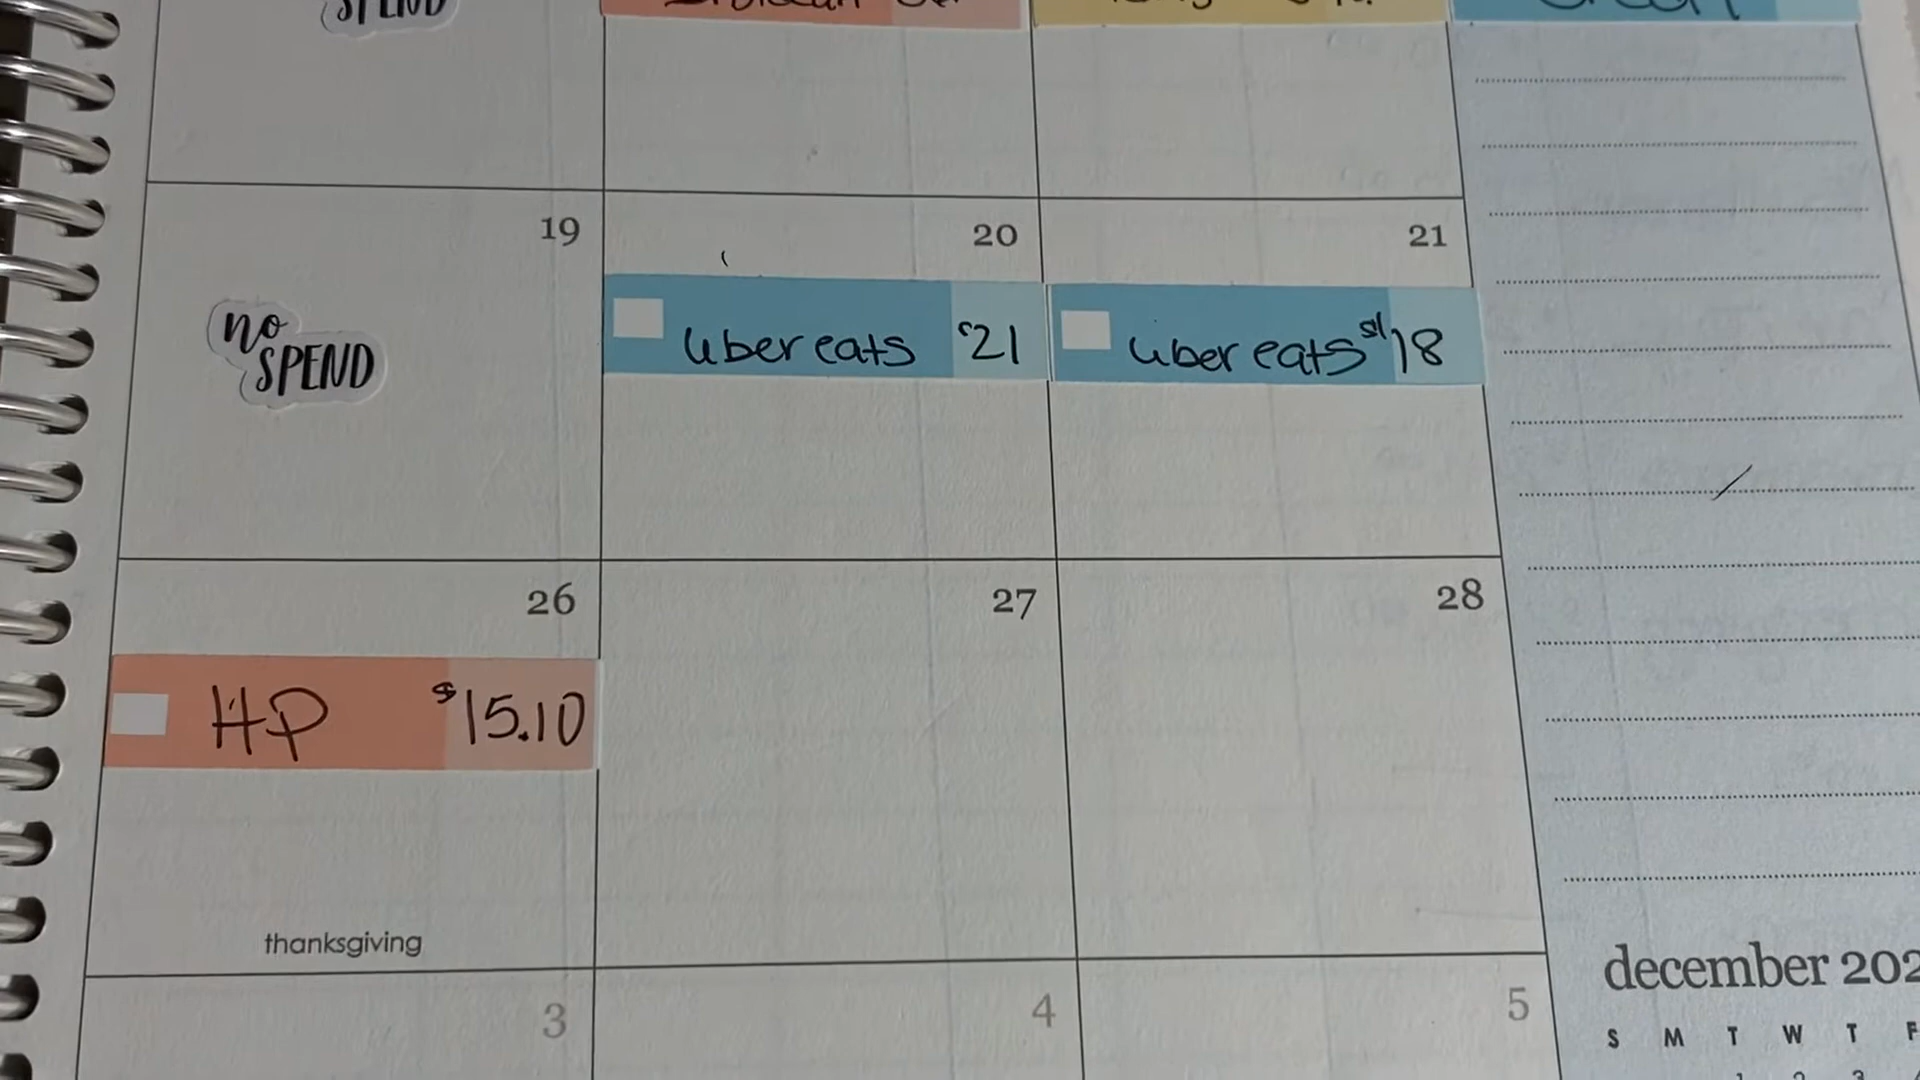 SPEND
19
20
21
no
SPEND
uber eats $21
uber eats $18
26
27
28
HP $15.10
thanksgiving
3
4
5
december 202
S M T W T F